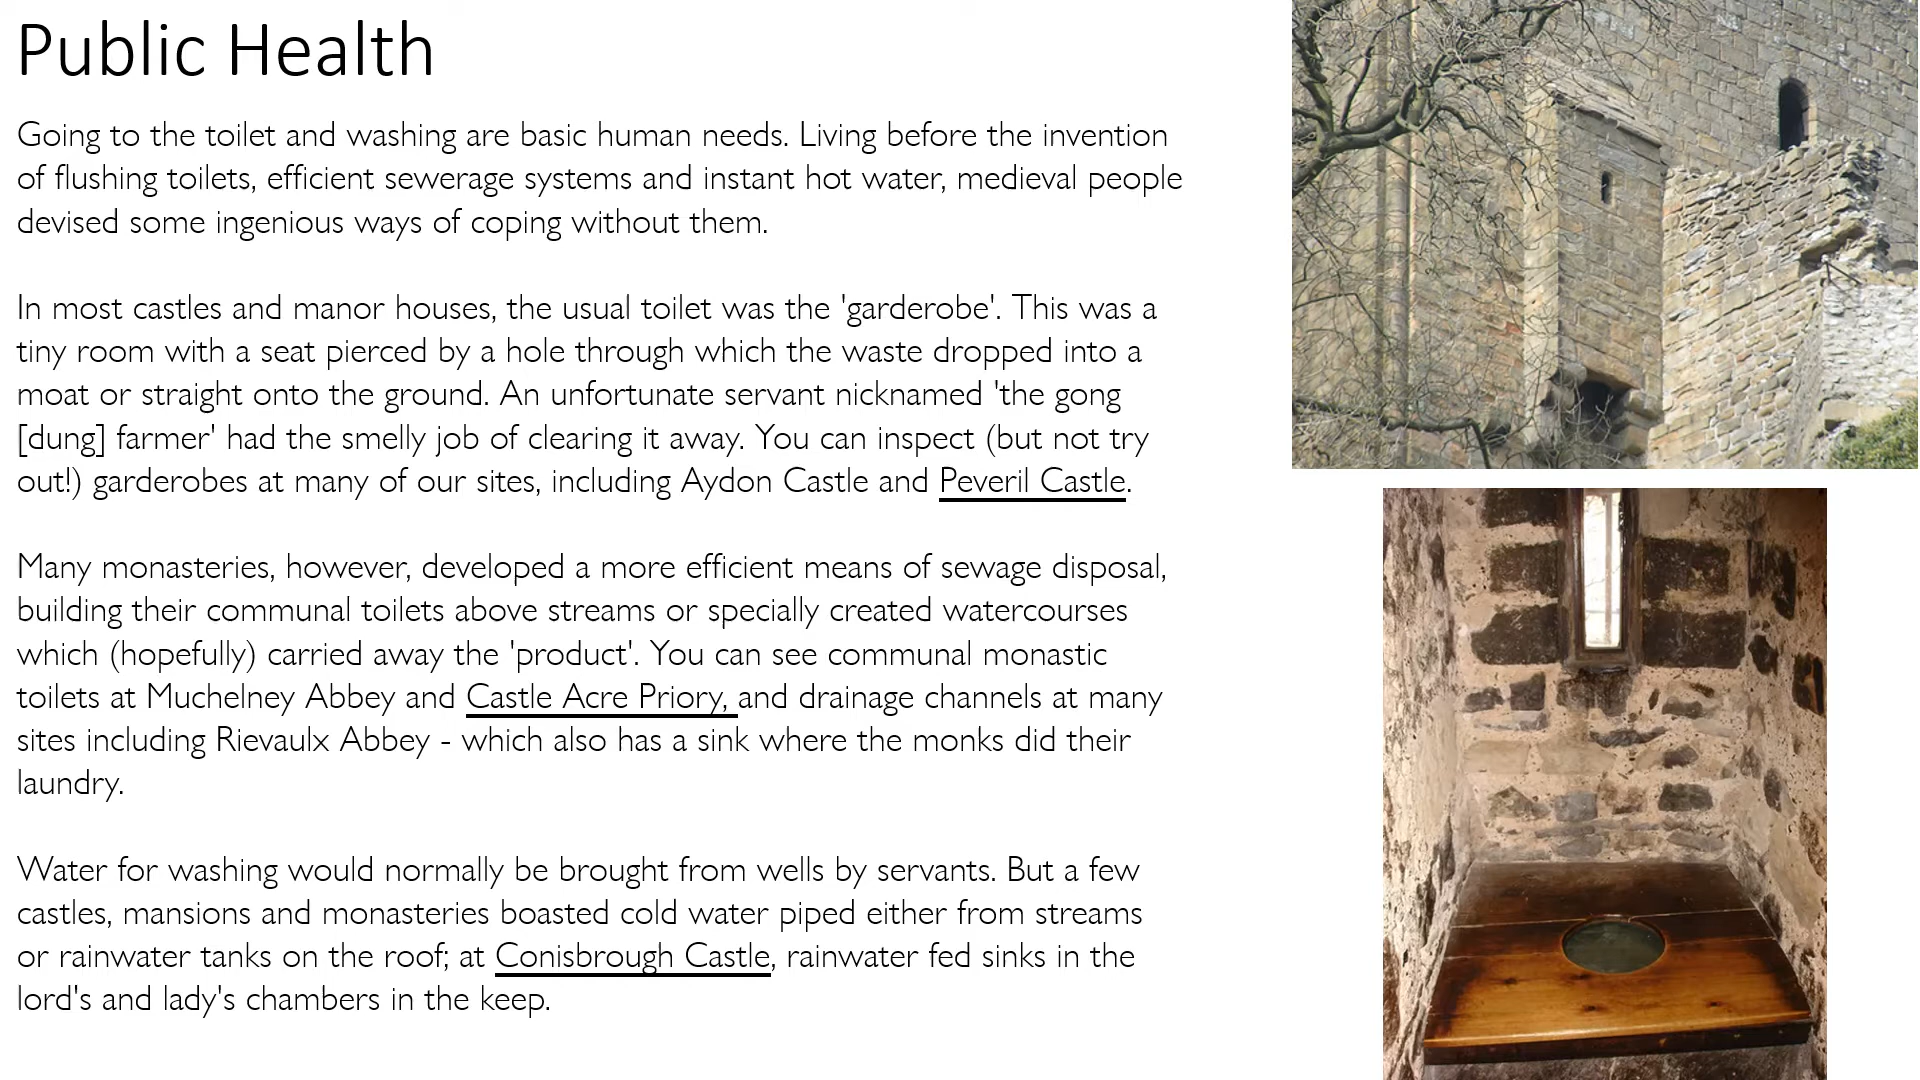 Public Health
Going to the toilet and washing are basic human needs. Living before the invention
of flushing toilets, efficient sewerage systems and instant hot water, medieval people
devised some ingenious ways of coping without them.
In most castles and manor houses, the usual toilet was the 'garderobe'. This was a
tiny room with a seat pierced by a hole through which the waste dropped into a
moat or straight onto the ground. An unfortunate servant nicknamed 'the gong
[dung] farmer' had the smelly job of clearing it away. You can inspect (but not try
out!) garderobes at many of our sites, including Aydon Castle and Peveril Castle.
Many monasteries, however, developed a more efficient means of sewage disposal,
building their communal toilets above streams or specially created watercourses
which (hopefully) carried away the 'product'. You can see communal monastic
toilets at Muchelney Abbey and Castle Acre Priory, and drainage channels at many
sites including Rievaulx Abbey - which also has a sink where the monks did their
laundry.
Water for washing would normally be brought from wells by servants. But a few
castles, mansions and monasteries boasted cold water piped either from streams
or rainwater tanks on the roof; at Conisbrough Castle, rainwater fed sinks in the
lord's and lady's chambers in the keep.